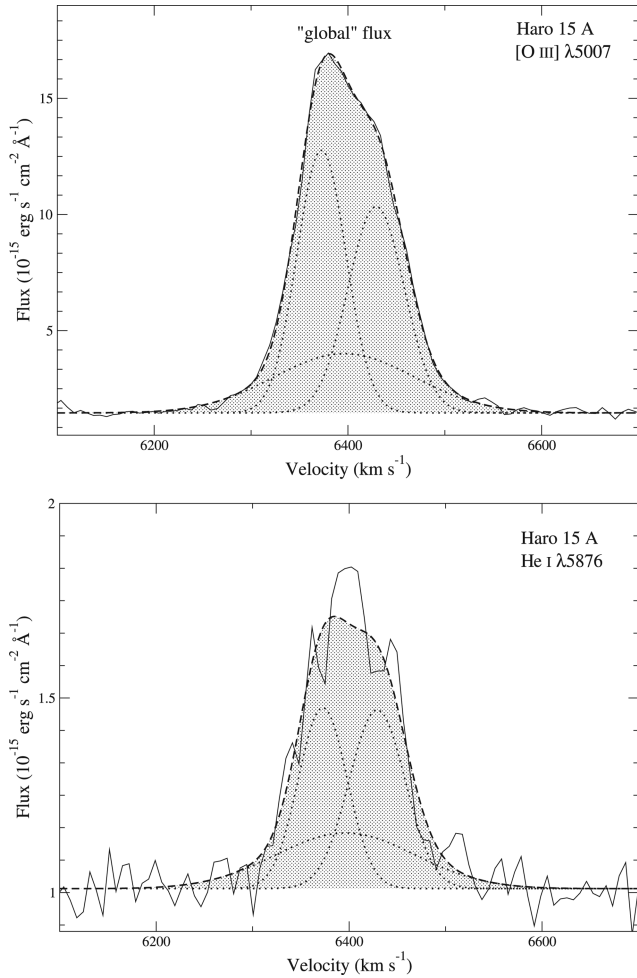 "global" flux
Haro 15 A
[O III] λ5007
15
10
5
Flux (10⁻¹⁵ erg s⁻¹ cm⁻² Å⁻¹)
6200
6400
6600
Velocity (km s⁻¹)
2
Haro 15 A
He I λ5876
1.5
1
Flux (10⁻¹⁵ erg s⁻¹ cm⁻² Å⁻¹)
6200
6400
6600
Velocity (km s⁻¹)